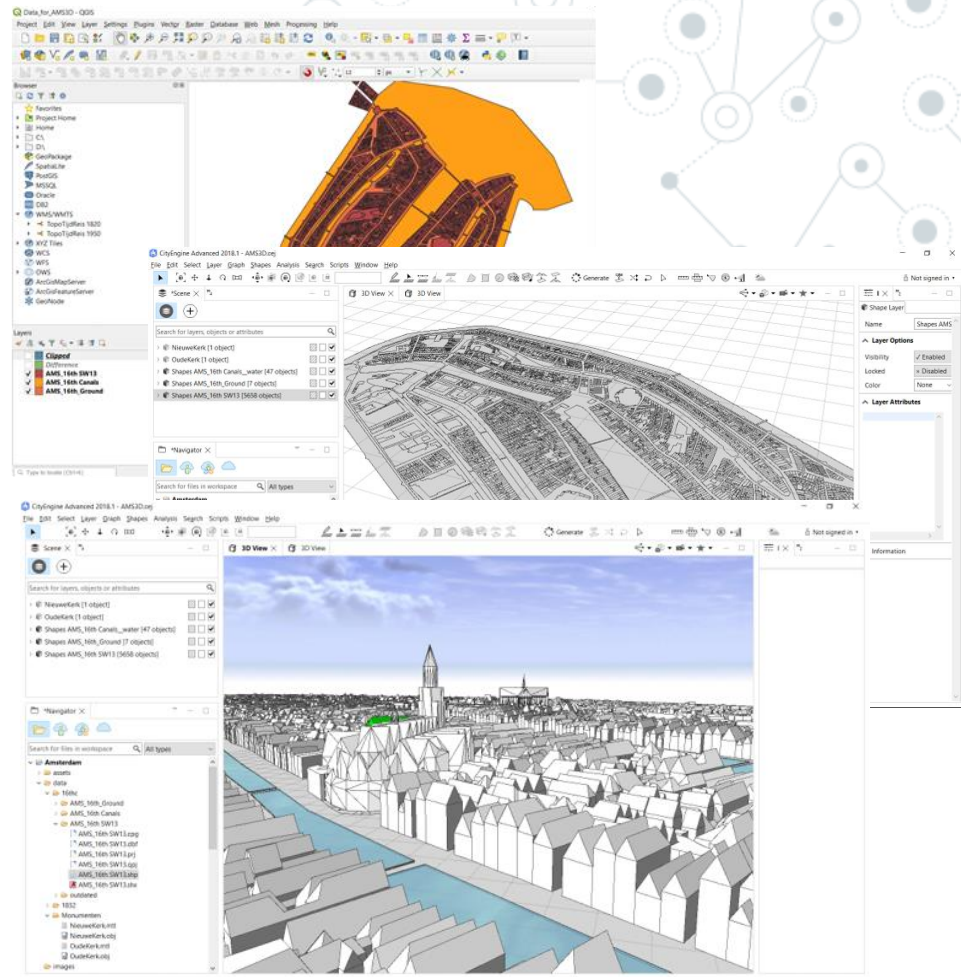 Data_for_AMS3D - QGIS
Project Edit View Layer Settings Plugins Vector Raster Database Web Mesh Processing Help
Browser
Favorites
Project Home
Home
C:\
D:\
GeoPackage
SpatiaLite
PostGIS
MSSQL
Oracle
DB2
WMS/WMTS
TopoTijdReis 1820
TopoTijdReis 1950
XYZ Tiles
WCS
WFS
OWS
ArcGisMapServer
ArcGisFeatureServer
GeoNode
Layers
Clipped
Difference
AMS_16th SW13
AMS_16th Canals
AMS_16th_Ground
Type to locate (Ctrl+K)
CityEngine Advanced 2018.1 - AMS3D.cej
File Edit Select Layer Graph Shapes Analysis Search Scripts Window Help
Generate
Not signed in
*Scene
3D View
3D View
Search for layers, objects or attributes
NieuweKerk [1 object]
OudeKerk [1 object]
Shapes AMS_16th Canals__water [47 objects]
Shapes AMS_16th_Ground [7 objects]
Shapes AMS_16th SW13 [5658 objects]
*Navigator
Search for files in workspace
All types
Amsterdam
Shape Layer
Name
Shapes AMS
Layer Options
Visibility
Enabled
Locked
Disabled
Color
None
Layer Attributes
Information
CityEngine Advanced 2018.1 - AMS3D.cej
File Edit Select Layer Graph Shapes Analysis Search Scripts Window Help
Generate
Not signed in
Scene
3D View
3D View
Search for layers, objects or attributes
NieuweKerk [1 object]
OudeKerk [1 object]
Shapes AMS_16th Canals__water [47 objects]
Shapes AMS_16th_Ground [7 objects]
Shapes AMS_16th SW13 [5658 objects]
*Navigator
Search for files in workspace
All types
Amsterdam
assets
data
16thc
AMS_16th_Ground
AMS_16th Canals
AMS_16th SW13
AMS_16th SW13.cpg
AMS_16th SW13.dbf
AMS_16th SW13.prj
AMS_16th SW13.qpj
AMS_16th SW13.shp
AMS_16th SW13.shx
outdated
1832
Monumenten
NieuweKerk.mtl
NieuweKerk.obj
OudeKerk.mtl
OudeKerk.obj
images